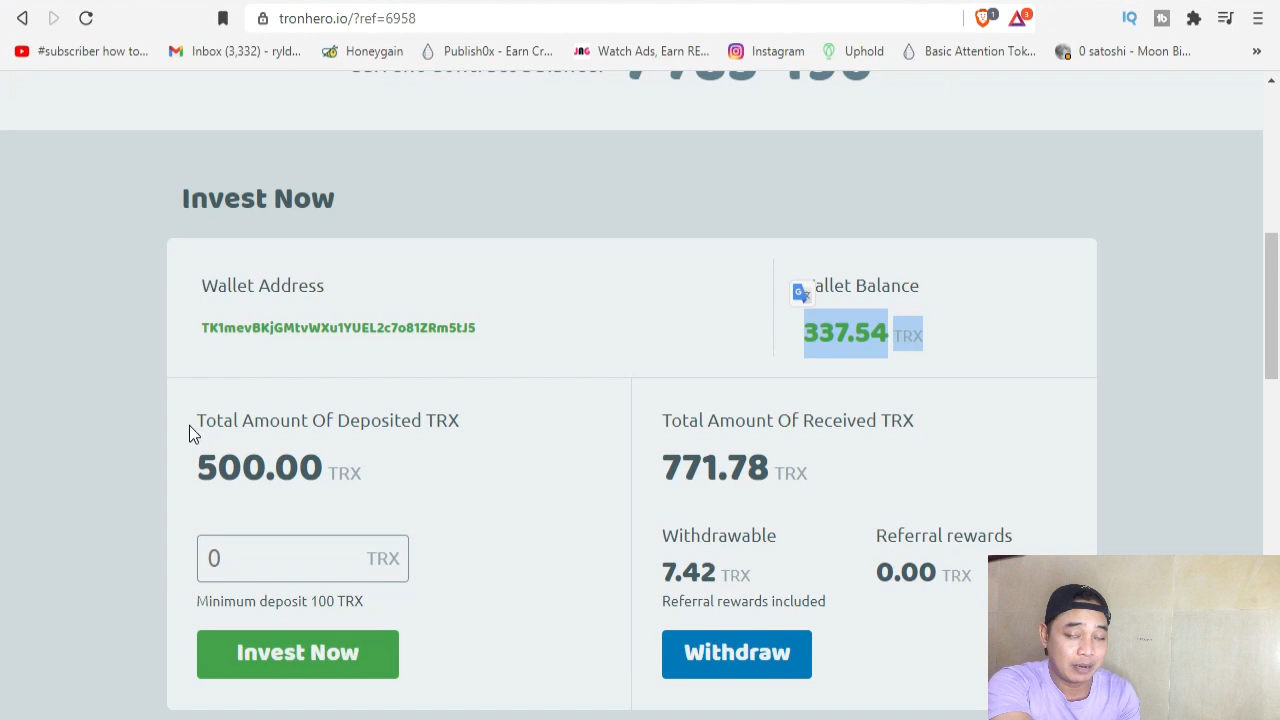 tronhero.io/?ref=6958
1
3
#subscriber how to...
Inbox (3,332) - ryld...
Honeygain
Publish0x - Earn Cr...
Watch Ads, Earn RE...
Instagram
Uphold
Basic Attention Tok...
0 satoshi - Moon Bi...
»
Invest Now
Wallet Address
TK1mevBKjGMtvWXu1YUEL2c7o81ZRm5tJ5
allet Balance
337.54 TRX
Total Amount Of Deposited TRX
500.00 TRX
0 TRX
Minimum deposit 100 TRX
Invest Now
Total Amount Of Received TRX
771.78 TRX
Withdrawable
7.42 TRX
Referral rewards included
Referral rewards
0.00 TRX
Withdraw